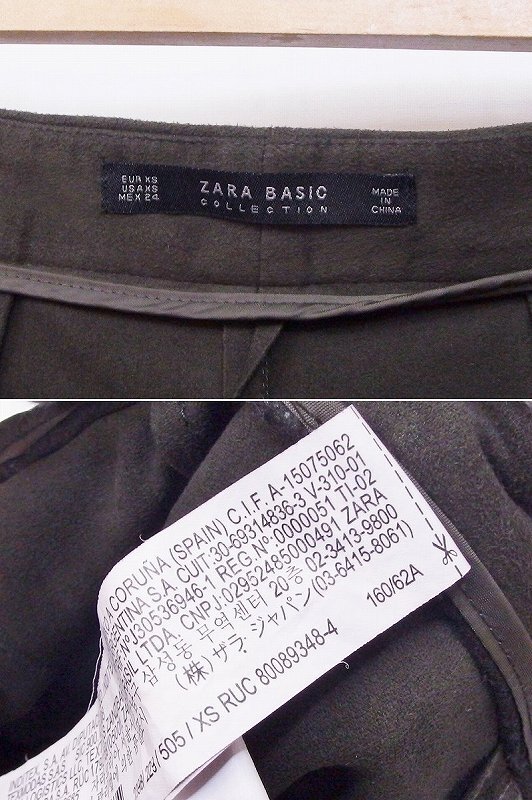 EUR XS
USA XS
MEX 24
ZARA BASIC
COLLECTION
MADE
IN
CHINA
CORUÑA (SPAIN) C.I.F A-15075062
ENTINA S.A. CUIT:30-69314836-3 V-310-01
Nº J30536946-1 REG Nº:0000051 TI-02
SIL LTDA. CNPJ.02952485000491 ZARA
삼성동 무역센터 20층 02-3413-9800
(株) ザラ・ジャパン(03-6415-8061)
160/62A
/ 505 / XS RUC 80089348-4
INDITEX, S.A.